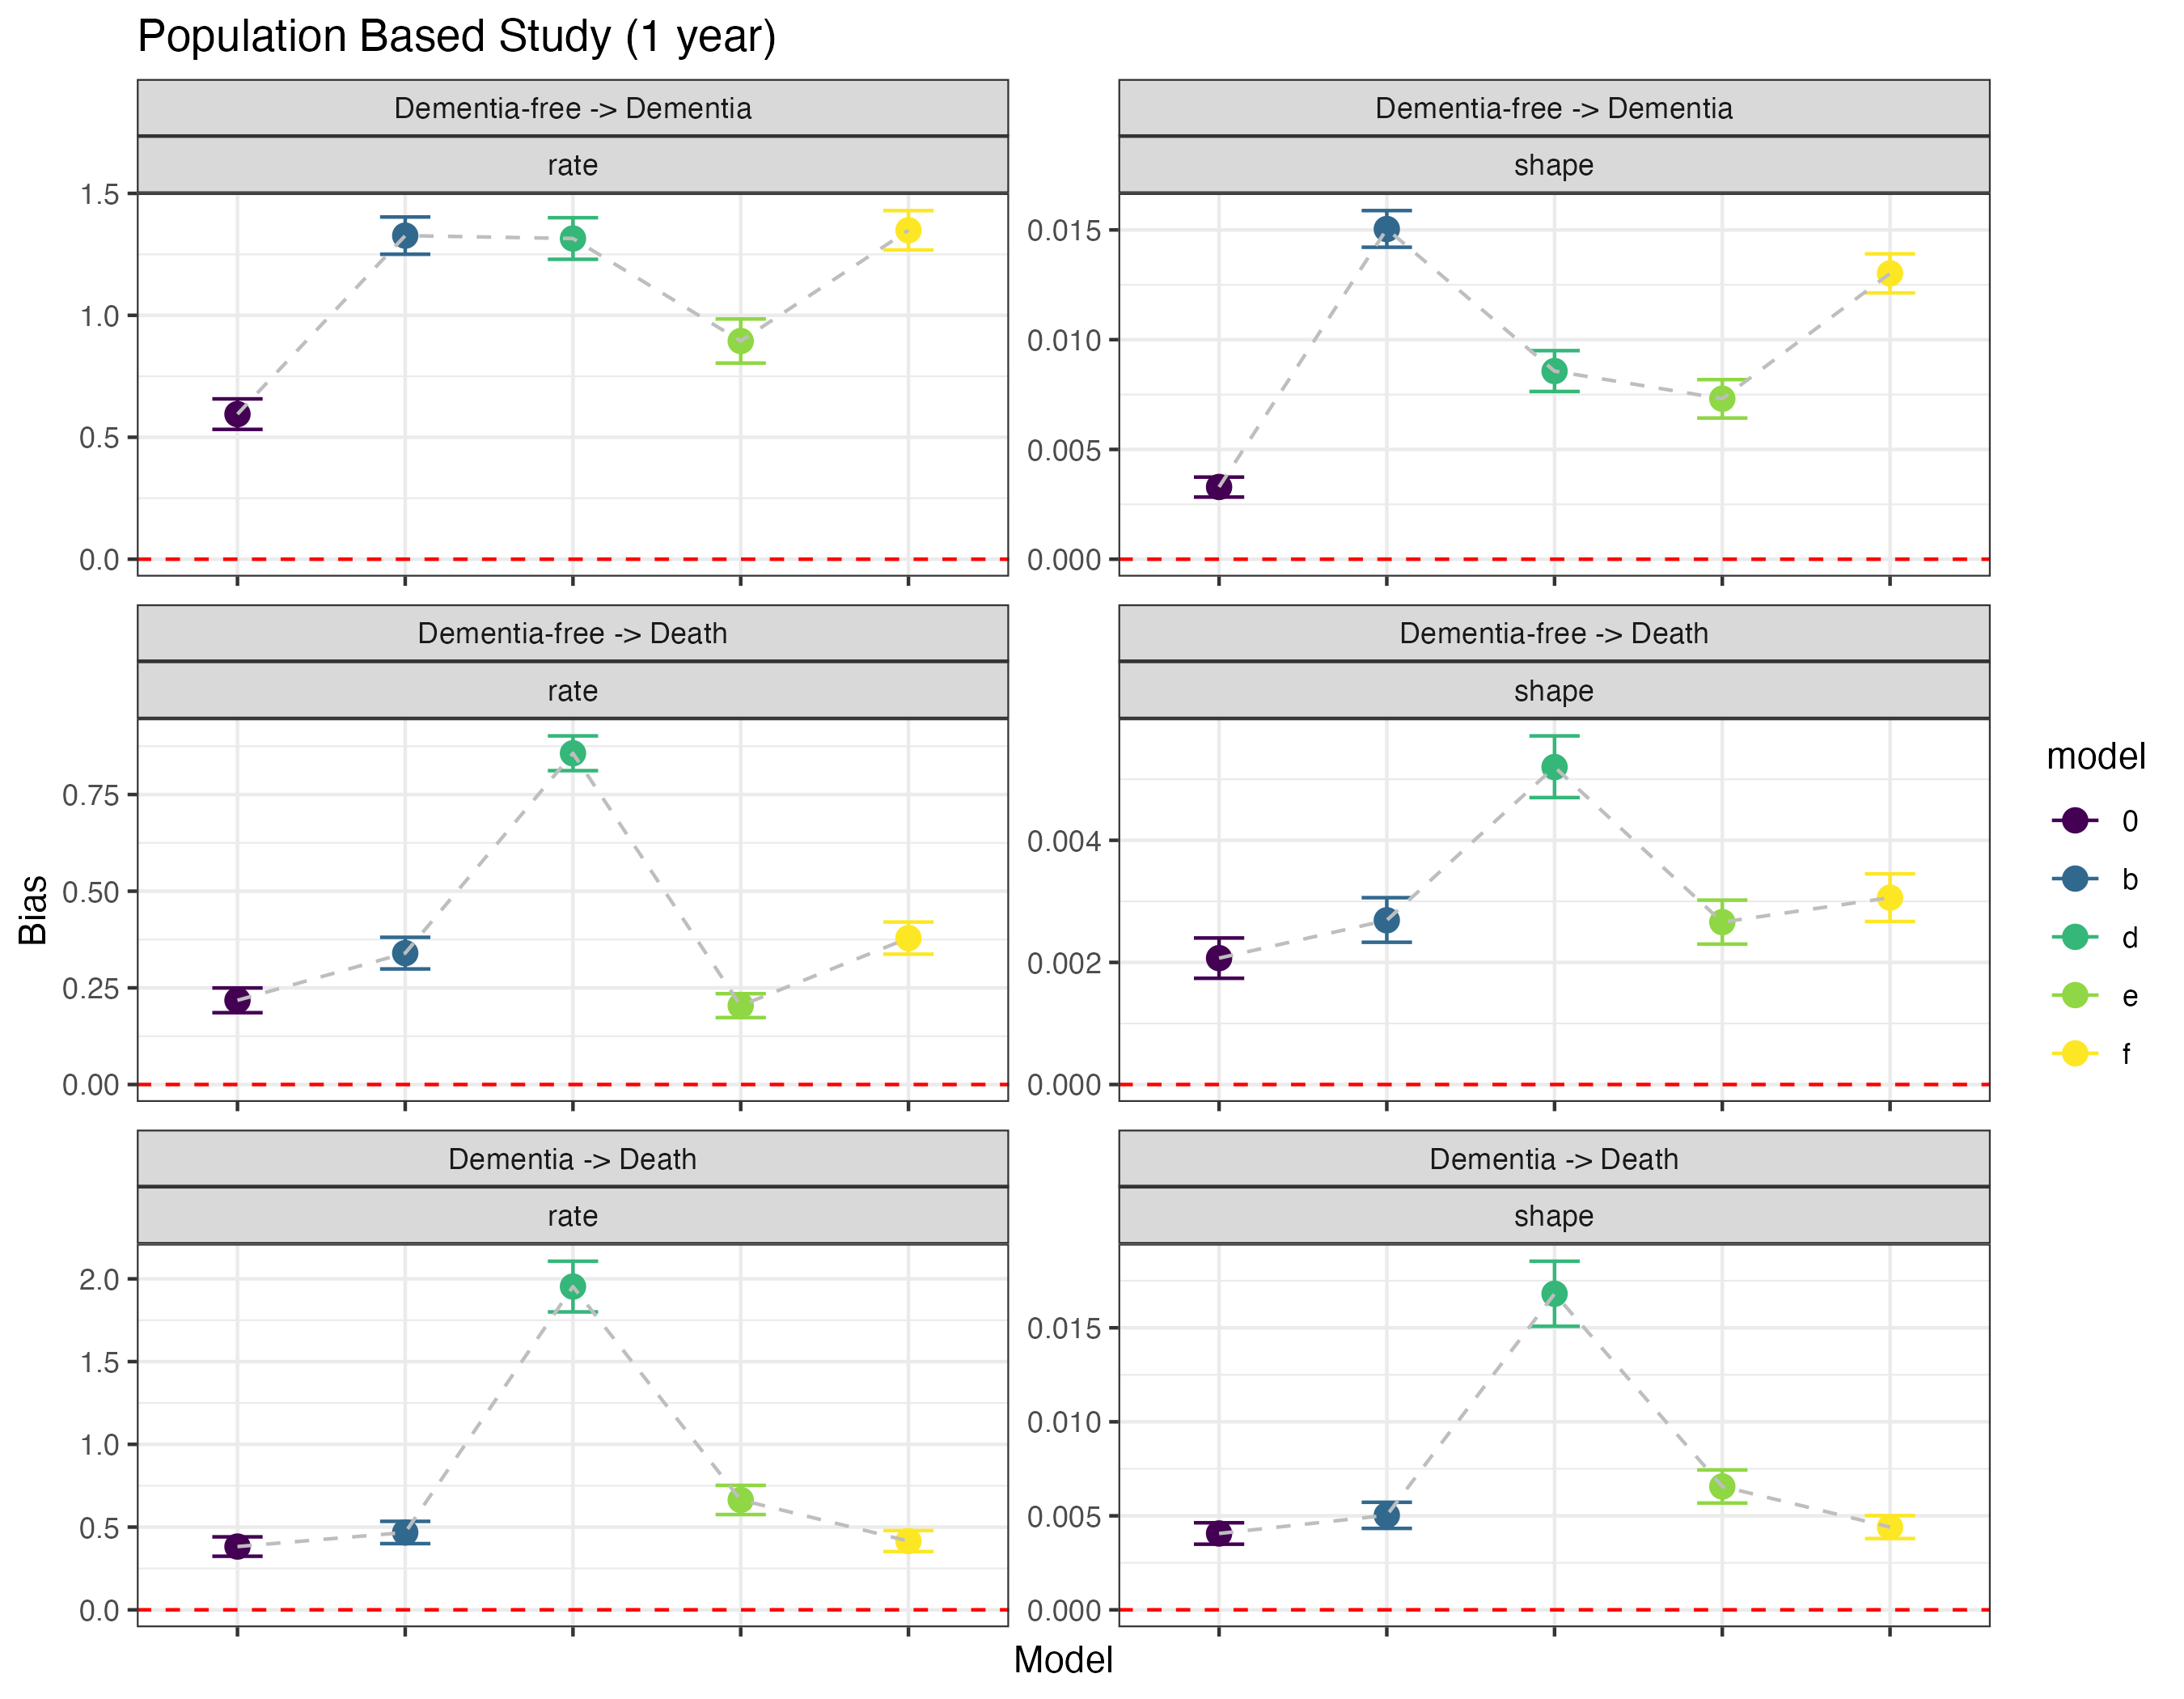 Population Based Study (1 year)
Dementia-free -> Dementia
rate
1.5
1.0
0.5
0.0
Dementia-free -> Dementia
shape
0.015
0.010
0.005
0.000
Dementia-free -> Death
rate
0.75
0.50
0.25
0.00
Dementia-free -> Death
shape
0.004
0.002
0.000
Dementia -> Death
rate
2.0
1.5
1.0
0.5
0.0
Dementia -> Death
shape
0.015
0.010
0.005
0.000
Bias
Model
model
0
b
d
e
f